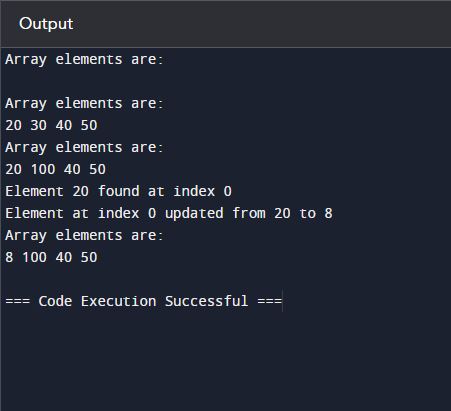 Output
Array elements are:
Array elements are:
20 30 40 50
Array elements are:
20 100 40 50
Element 20 found at index 0
Element at index 0 updated from 20 to 8
Array elements are:
8 100 40 50
=== Code Execution Successful ===